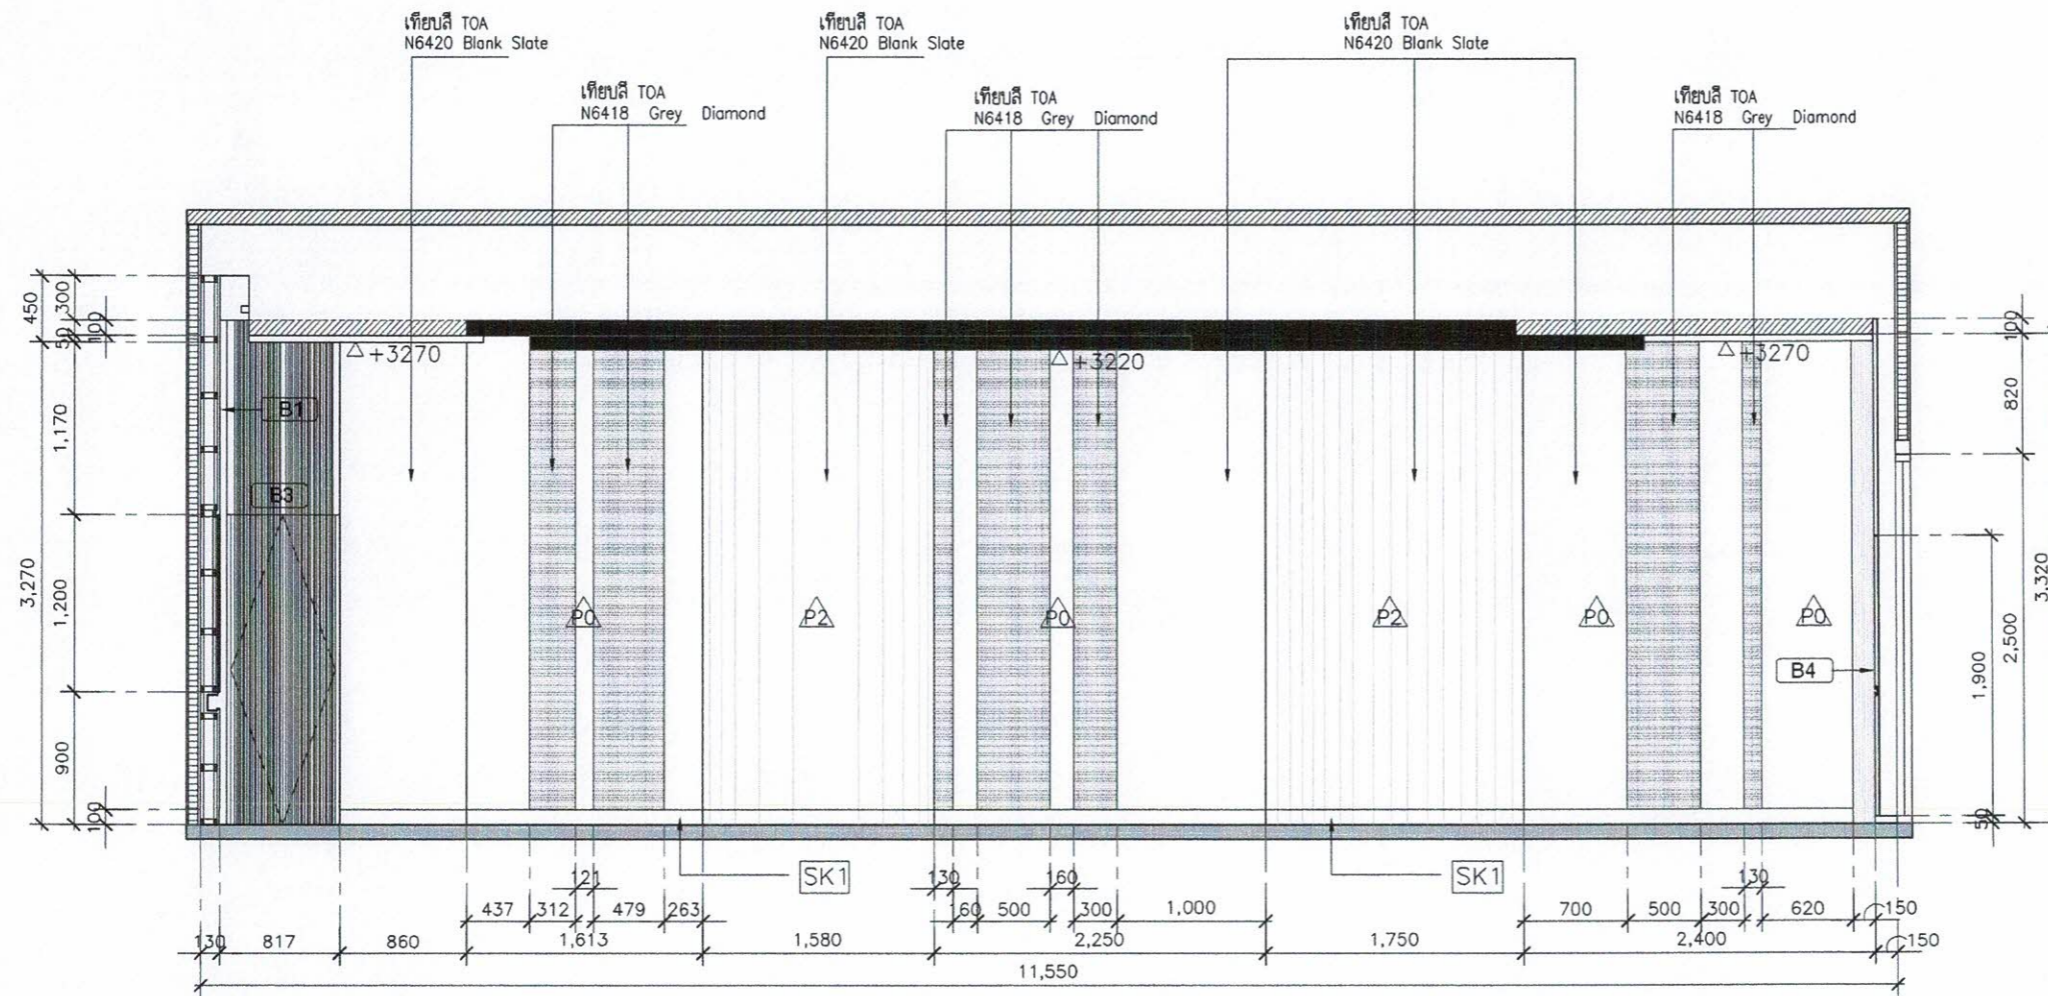 เทียบสี TOA
N6420 Blank Slate
เทียบสี TOA
N6420 Blank Slate
เทียบสี TOA
N6420 Blank Slate
เทียบสี TOA
N6418 Grey Diamond
เทียบสี TOA
N6418 Grey Diamond
เทียบสี TOA
N6418 Grey Diamond
450
300
100
50
+3270
+3220
+3270
100
820
B1
1,170
B3
3,270
1,200
900
100
P0
P2
P0
P2
P0
P0
B4
1,900
2,500
3,320
50
SK1
SK1
121
130
160
130
437
312
479
263
60
500
300
1,000
700
500
300
620
150
130
817
860
1,613
1,580
2,250
1,750
2,400
150
11,550